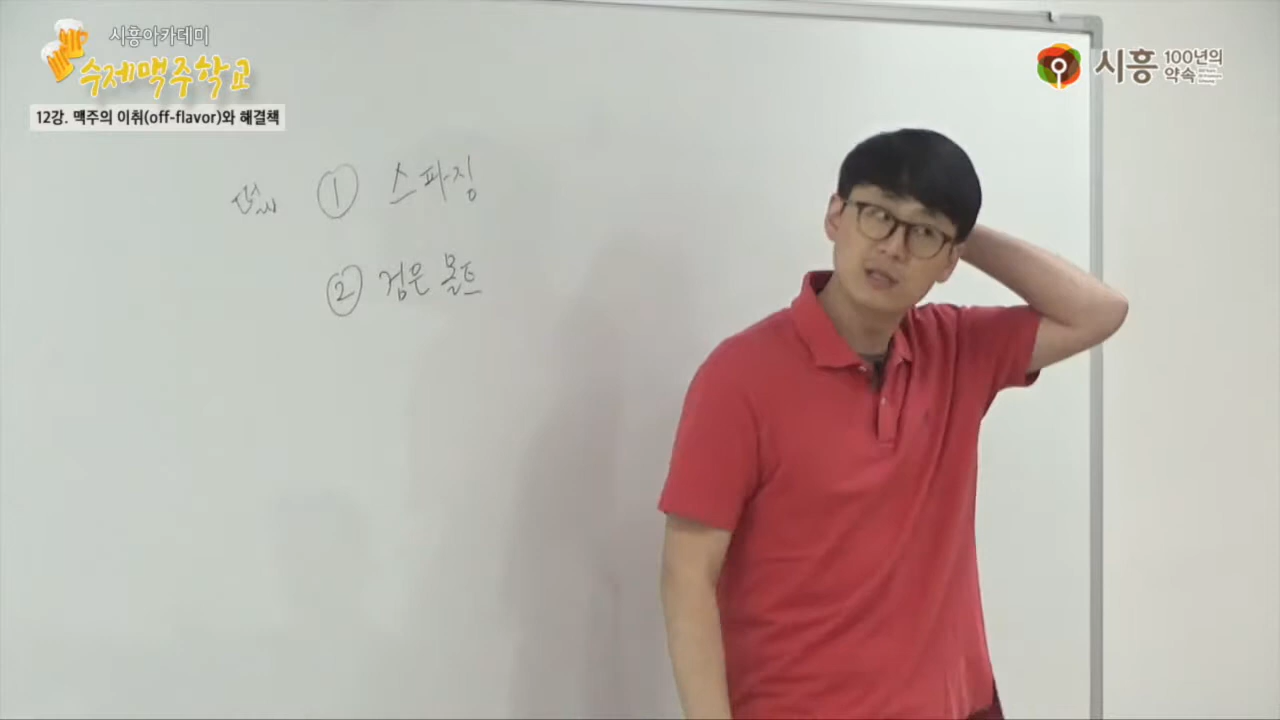 시흥아카데미
수제맥주학교
12강. 맥주의 이취(off-flavor)와 해결책
시흥 100년의
약속
① 스파징
② 검은 몰트